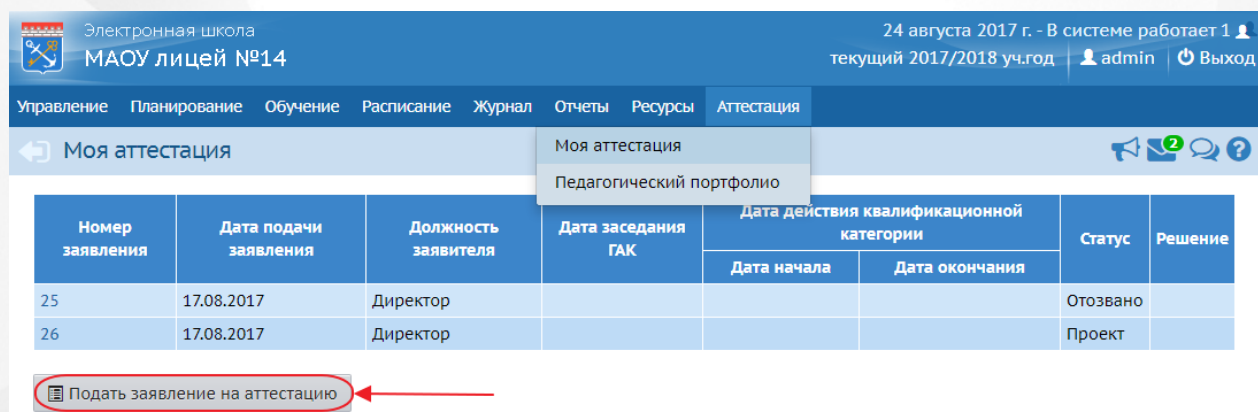 Электронная школа
МАОУ лицей №14
24 августа 2017 г. - В системе работает 1
текущий 2017/2018 уч.год admin Выход
Управление Планирование Обучение Расписание Журнал Отчеты Ресурсы Аттестация
Моя аттестация
Моя аттестация
2
Педагогический портфолио
Номер заявления
Дата подачи заявления
Должность заявителя
Дата заседания ГАК
Дата действия квалификационной категории
Дата начала
Дата окончания
Статус
Решение
25 17.08.2017 Директор Отозвано
26 17.08.2017 Директор Проект
Подать заявление на аттестацию